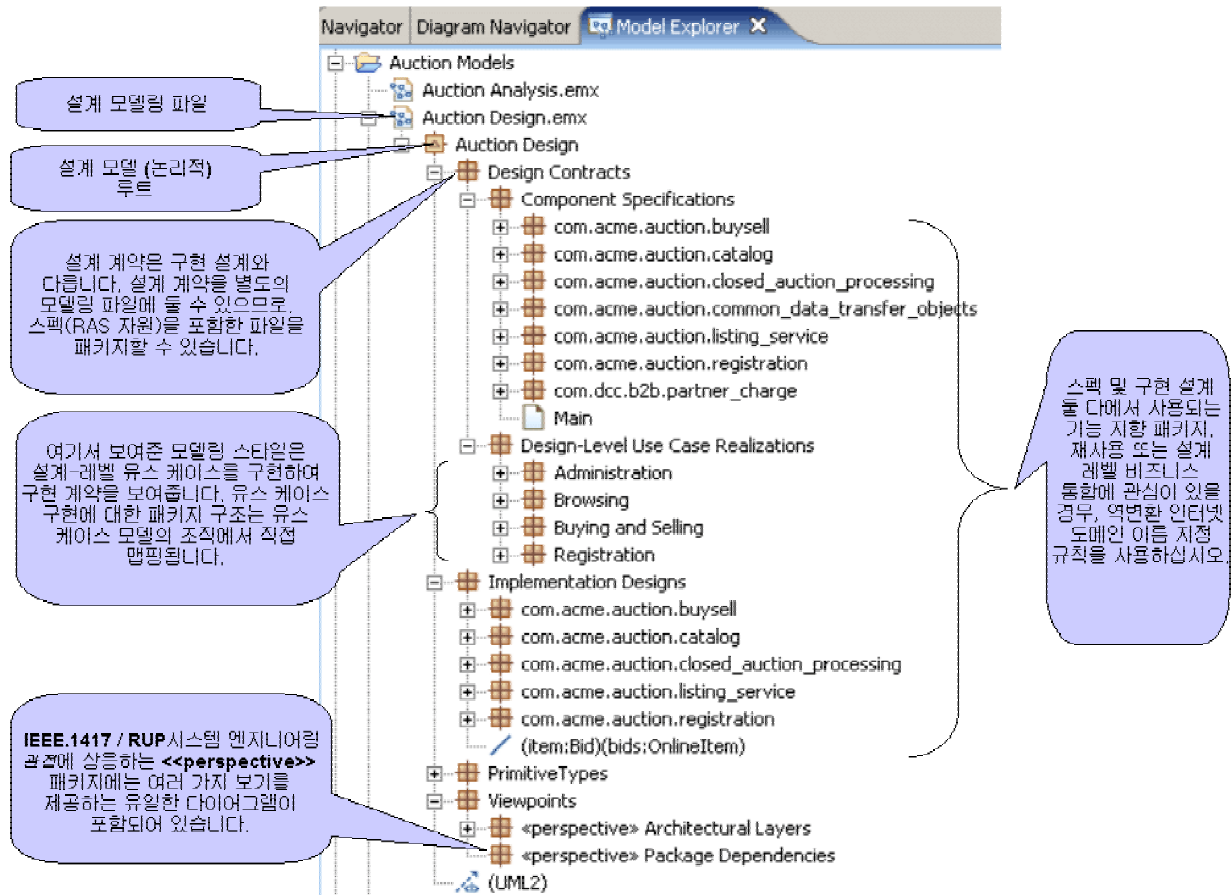 Navigator
Diagram Navigator
Model Explorer
Auction Models
Auction Analysis.emx
Auction Design.emx
Auction Design
Design Contracts
Component Specifications
com.acme.auction.buysell
com.acme.auction.catalog
com.acme.auction.closed_auction_processing
com.acme.auction.common_data_transfer_objects
com.acme.auction.listing_service
com.acme.auction.registration
com.dcc.b2b.partner_charge
Main
Design-Level Use Case Realizations
Administration
Browsing
Buying and Selling
Registration
Implementation Designs
com.acme.auction.buysell
com.acme.auction.catalog
com.acme.auction.closed_auction_processing
com.acme.auction.listing_service
com.acme.auction.registration
(item:Bid)(bids:OnlineItem)
PrimitiveTypes
Viewpoints
«perspective» Architectural Layers
«perspective» Package Dependencies
(UML2)
설계 모델링 파일
설계 모델 (논리적)
루트
설계 계약은 구현 설계와
다릅니다. 설계 계약을 별도의
모델링 파일에 둘 수 있으므로,
스펙(RAS 자원)을 포함한 파일을
패키지할 수 있습니다.
여기서 보여준 모델링 스타일은
설계-레벨 유스 케이스를 구현하여
구현 계약을 보여줍니다. 유스 케이스
구현에 대한 패키지 구조는 유스
케이스 모델의 조직에서 직접
맵핑됩니다.
IEEE.1417 / RUP시스템 엔지니어링
관점에 상응하는 <<perspective>>
패키지에는 여러 가지 보기를
제공하는 유일한 다이어그램이
포함되어 있습니다.
스펙 및 구현 설계
둘 다에서 사용되는
기능 지향 패키지.
재사용 또는 설계
레벨 비즈니스
통합에 관심이 있을
경우, 역변환 인터넷
도메인 이름 지정
규칙을 사용하십시오.